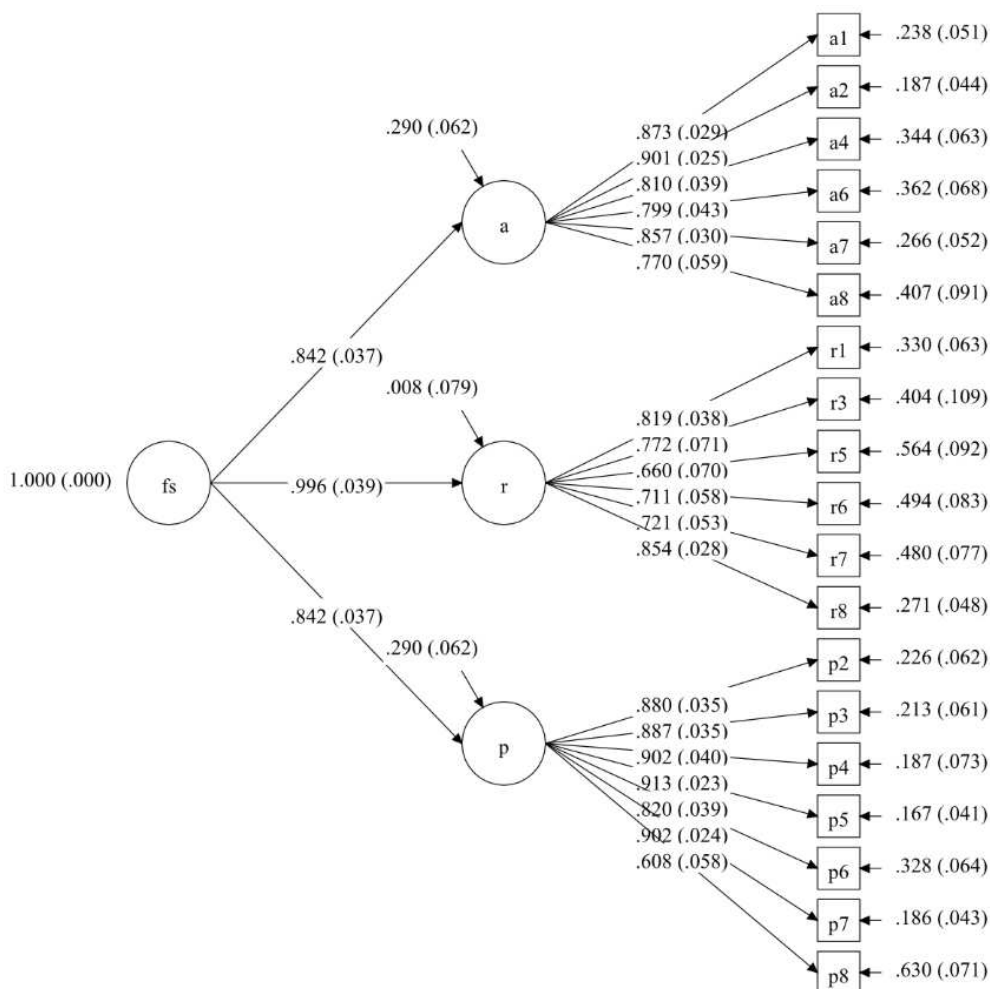 a1 .238 (.051)
a2 .187 (.044)
.290 (.062)
.873 (.029)
a4 .344 (.063)
.901 (.025)
.810 (.039)
a6 .362 (.068)
.799 (.043)
a
.857 (.030)
a7 .266 (.052)
.770 (.059)
a8 .407 (.091)
.842 (.037)
r1 .330 (.063)
.008 (.079)
r3 .404 (.109)
.819 (.038)
.772 (.071)
r5 .564 (.092)
.660 (.070)
1.000 (.000) fs .996 (.039) r
.711 (.058)
r6 .494 (.083)
.721 (.053)
.854 (.028)
r7 .480 (.077)
r8 .271 (.048)
.842 (.037)
.290 (.062)
p2 .226 (.062)
.880 (.035)
p3 .213 (.061)
.887 (.035)
p
.902 (.040)
p4 .187 (.073)
.913 (.023)
.820 (.039)
p5 .167 (.041)
.902 (.024)
.608 (.058)
p6 .328 (.064)
p7 .186 (.043)
p8 .630 (.071)